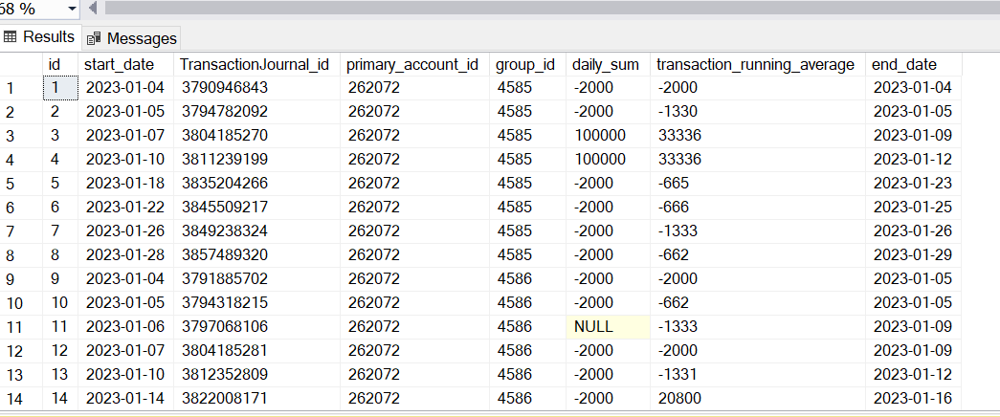 68 %
Results Messages
id start_date TransactionJournal_id primary_account_id group_id daily_sum transaction_running_average end_date
1 1 2023-01-04 3790946843 262072 4585 -2000 -2000 2023-01-04
2 2 2023-01-05 3794782092 262072 4585 -2000 -1330 2023-01-05
3 3 2023-01-07 3804185270 262072 4585 100000 33336 2023-01-09
4 4 2023-01-10 3811239199 262072 4585 100000 33336 2023-01-12
5 5 2023-01-18 3835204266 262072 4585 -2000 -665 2023-01-23
6 6 2023-01-22 3845509217 262072 4585 -2000 -666 2023-01-25
7 7 2023-01-26 3849238324 262072 4585 -2000 -1333 2023-01-26
8 8 2023-01-28 3857489320 262072 4585 -2000 -662 2023-01-29
9 9 2023-01-04 3791885702 262072 4586 -2000 -2000 2023-01-05
10 10 2023-01-05 3794318215 262072 4586 -2000 -662 2023-01-05
11 11 2023-01-06 3797068106 262072 4586 NULL -1333 2023-01-09
12 12 2023-01-07 3804185281 262072 4586 -2000 -2000 2023-01-09
13 13 2023-01-10 3812352809 262072 4586 -2000 -1331 2023-01-12
14 14 2023-01-14 3822008171 262072 4586 -2000 20800 2023-01-16